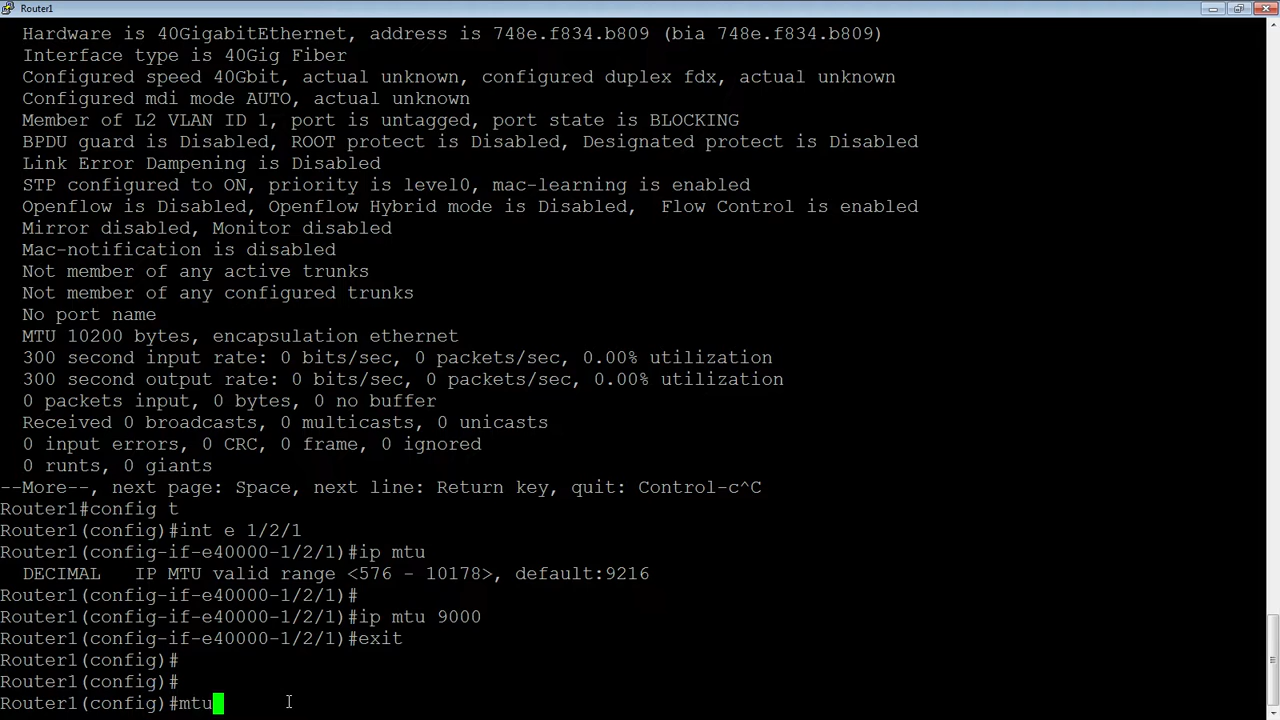 Router1
Hardware is 40GigabitEthernet, address is 748e.f834.b809 (bia 748e.f834.b809)
Interface type is 40Gig Fiber
Configured speed 40Gbit, actual unknown, configured duplex fdx, actual unknown
Configured mdi mode AUTO, actual unknown
Member of L2 VLAN ID 1, port is untagged, port state is BLOCKING
BPDU guard is Disabled, ROOT protect is Disabled, Designated protect is Disabled
Link Error Dampening is Disabled
STP configured to ON, priority is level0, mac-learning is enabled
Openflow is Disabled, Openflow Hybrid mode is Disabled,  Flow Control is enabled
Mirror disabled, Monitor disabled
Mac-notification is disabled
Not member of any active trunks
Not member of any configured trunks
No port name
MTU 10200 bytes, encapsulation ethernet
300 second input rate: 0 bits/sec, 0 packets/sec, 0.00% utilization
300 second output rate: 0 bits/sec, 0 packets/sec, 0.00% utilization
0 packets input, 0 bytes, 0 no buffer
Received 0 broadcasts, 0 multicasts, 0 unicasts
0 input errors, 0 CRC, 0 frame, 0 ignored
0 runts, 0 giants
--More--, next page: Space, next line: Return key, quit: Control-c^C
Router1#config t
Router1(config)#int e 1/2/1
Router1(config-if-e40000-1/2/1)#ip mtu
DECIMAL   IP MTU valid range <576 - 10178>, default:9216
Router1(config-if-e40000-1/2/1)#
Router1(config-if-e40000-1/2/1)#ip mtu 9000
Router1(config-if-e40000-1/2/1)#exit
Router1(config)#
Router1(config)#
Router1(config)#mtu